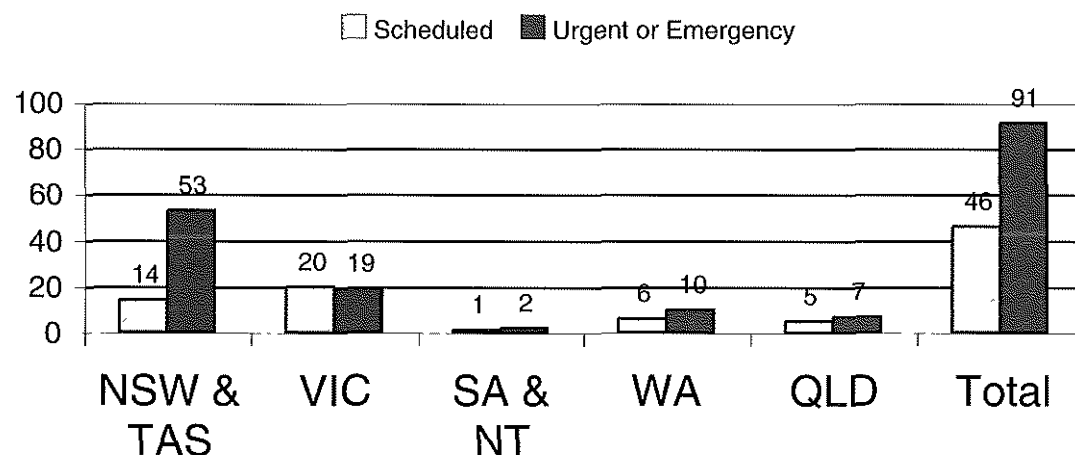 Scheduled Urgent or Emergency
100
80
60
40
20
0
14
53
20
19
1
2
6
10
5
7
46
91
NSW & TAS
VIC
SA & NT
WA
QLD
Total